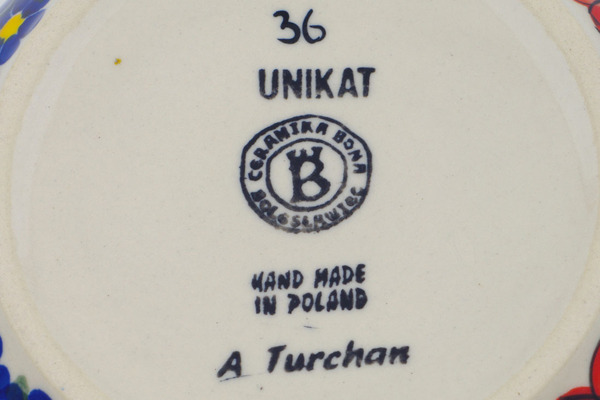 36
UNIKAT
CERAMIKA BONA
B
BOLESŁAWIEC
HAND MADE
IN POLAND
A Turchan